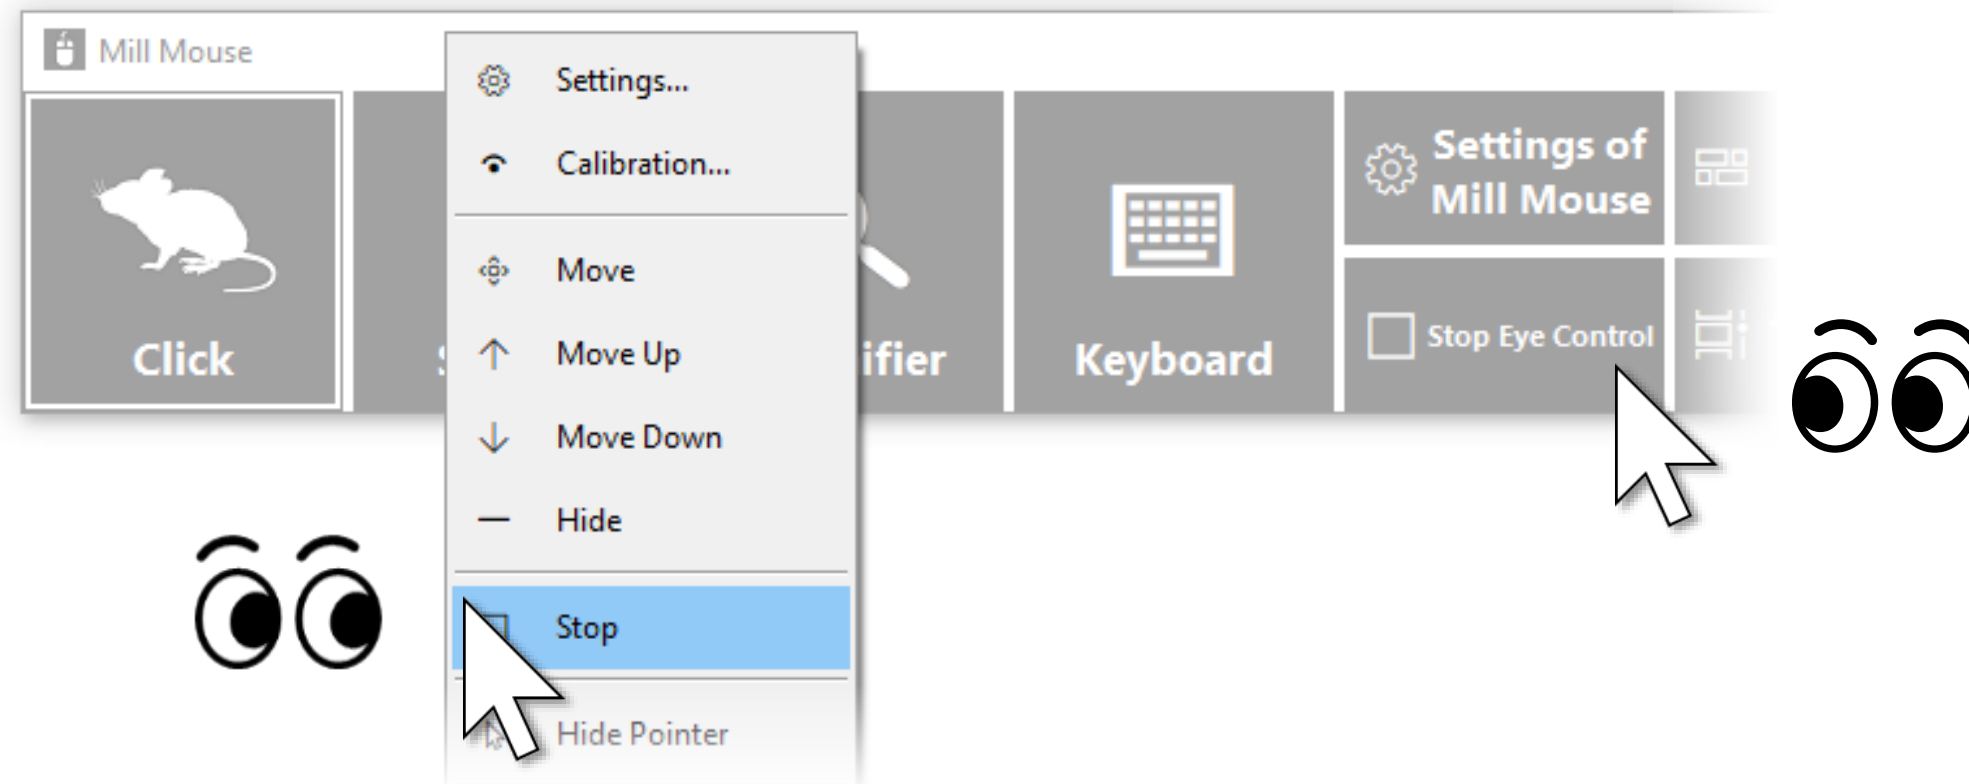 Mill Mouse
Click
Settings...
Calibration...
Move
Move Up
Move Down
Hide
Stop
Hide Pointer
ifier
Keyboard
Settings of
Mill Mouse
Stop Eye Control